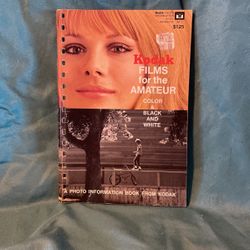 $1.25
Kodak
FILMS
for the
AMATEUR
COLOR
&
BLACK
AND
WHITE
A PHOTO INFORMATION BOOK FROM KODAK